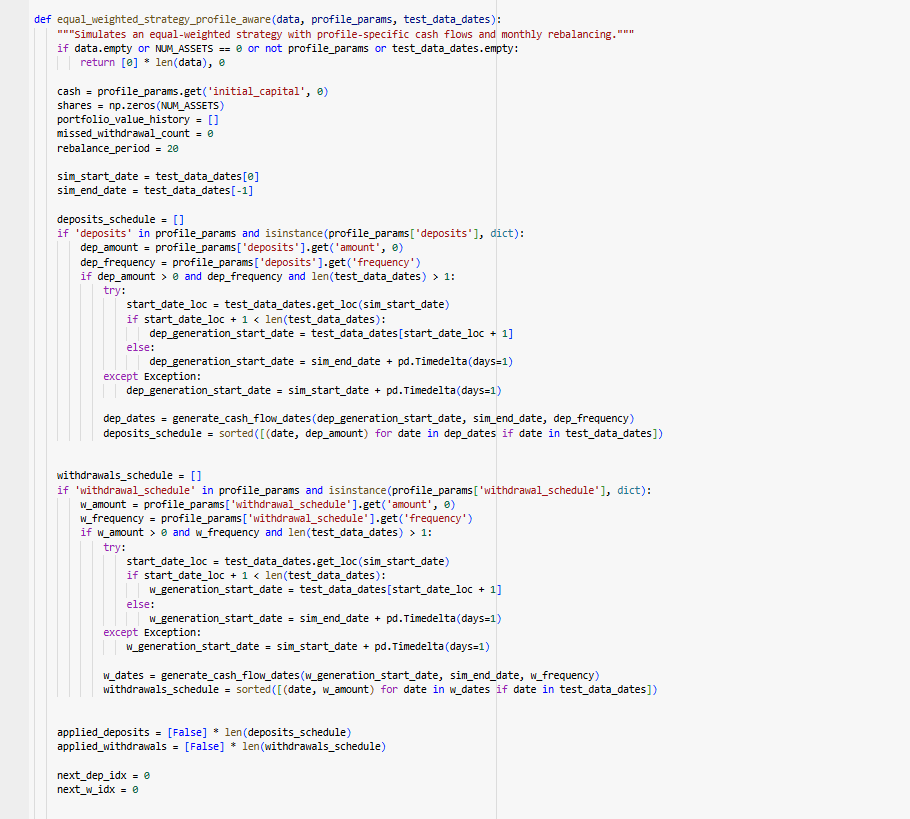 def equal_weighted_strategy_profile_aware(data, profile_params, test_data_dates):
"""Simulates an equal-weighted strategy with profile-specific cash flows and monthly rebalancing."""
if data.empty or NUM_ASSETS == 0 or not profile_params or test_data_dates.empty:
return [0] * len(data), 0
cash = profile_params.get('initial_capital', 0)
shares = np.zeros(NUM_ASSETS)
portfolio_value_history = []
missed_withdrawal_count = 0
rebalance_period = 20
sim_start_date = test_data_dates[0]
sim_end_date = test_data_dates[-1]
deposits_schedule = []
if 'deposits' in profile_params and isinstance(profile_params['deposits'], dict):
dep_amount = profile_params['deposits'].get('amount', 0)
dep_frequency = profile_params['deposits'].get('frequency')
if dep_amount > 0 and dep_frequency and len(test_data_dates) > 1:
try:
start_date_loc = test_data_dates.get_loc(sim_start_date)
if start_date_loc + 1 < len(test_data_dates):
dep_generation_start_date = test_data_dates[start_date_loc + 1]
else:
dep_generation_start_date = sim_end_date + pd.Timedelta(days=1)
except Exception:
dep_generation_start_date = sim_start_date + pd.Timedelta(days=1)
dep_dates = generate_cash_flow_dates(dep_generation_start_date, sim_end_date, dep_frequency)
deposits_schedule = sorted([(date, dep_amount) for date in dep_dates if date in test_data_dates])
withdrawals_schedule = []
if 'withdrawal_schedule' in profile_params and isinstance(profile_params['withdrawal_schedule'], dict):
w_amount = profile_params['withdrawal_schedule'].get('amount', 0)
w_frequency = profile_params['withdrawal_schedule'].get('frequency')
if w_amount > 0 and w_frequency and len(test_data_dates) > 1:
try:
start_date_loc = test_data_dates.get_loc(sim_start_date)
if start_date_loc + 1 < len(test_data_dates):
w_generation_start_date = test_data_dates[start_date_loc + 1]
else:
w_generation_start_date = sim_end_date + pd.Timedelta(days=1)
except Exception:
w_generation_start_date = sim_start_date + pd.Timedelta(days=1)
w_dates = generate_cash_flow_dates(w_generation_start_date, sim_end_date, w_frequency)
withdrawals_schedule = sorted([(date, w_amount) for date in w_dates if date in test_data_dates])
applied_deposits = [False] * len(deposits_schedule)
applied_withdrawals = [False] * len(withdrawals_schedule)
next_dep_idx = 0
next_w_idx = 0